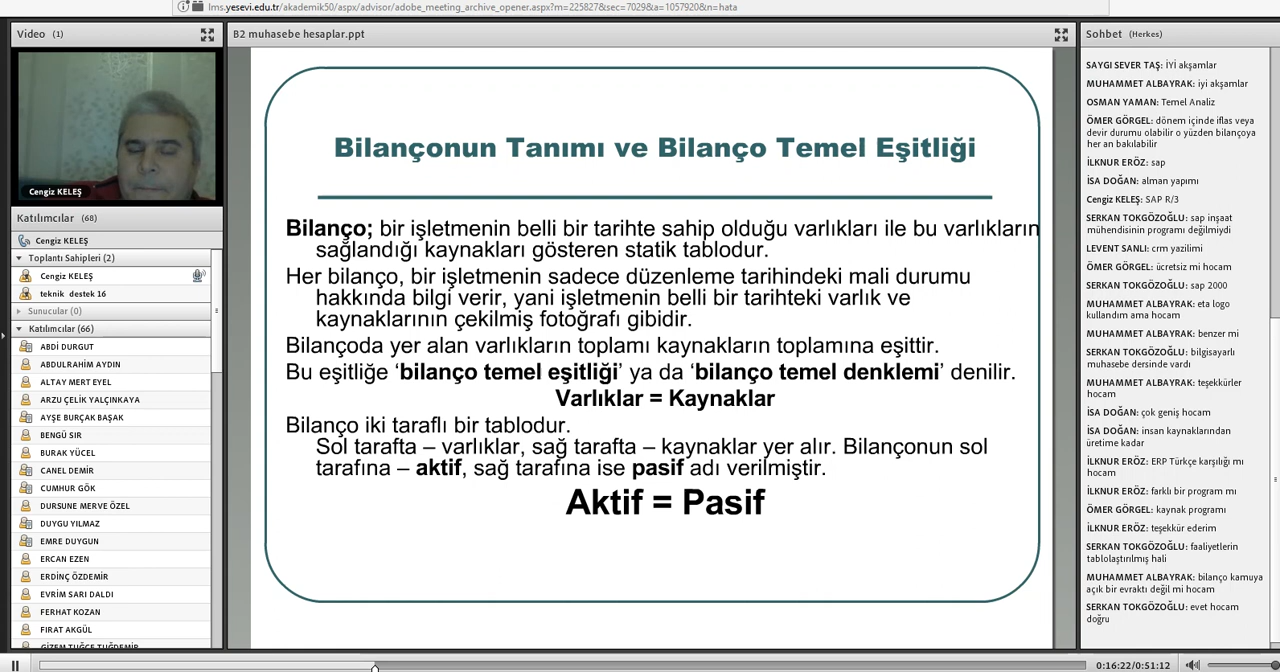 lms.yesevi.edu.tr/akademik50/aspx/advisor/adobe_meeting_archive_opener.aspx?m=225827&sec=7029&a=1057920&n=hata
Video (1)
Cengiz KELEŞ
Katılımcılar (68)
Cengiz KELEŞ
Toplantı Sahipleri (2)
Cengiz KELEŞ
teknik destek 16
Sunucular (0)
Katılımcılar (66)
ABDİ DURGUT
ABDULRAHİM AYDIN
ALTAY MERT EYEL
ARZU ÇELİK YALÇINKAYA
AYŞE BURÇAK BAŞAK
BENGÜ SIR
BURAK YÜCEL
CANEL DEMİR
CUMHUR GÖK
DURSUNE MERVE ÖZEL
DUYGU YILMAZ
EMRE DUYGUN
ERCAN EZEN
ERDİNÇ ÖZDEMİR
EVRİM SARI DALDI
FERHAT KOZAN
FIRAT AKGÜL
GİZEM TUĞÇE TUĞDEMİR
B2 muhasebe hesaplar.ppt
Bilançonun Tanımı ve Bilanço Temel Eşitliği
Bilanço; bir işletmenin belli bir tarihte sahip olduğu varlıkları ile bu varlıkların
sağlandığı kaynakları gösteren statik tablodur.
Her bilanço, bir işletmenin sadece düzenleme tarihindeki mali durumu
hakkında bilgi verir, yani işletmenin belli bir tarihteki varlık ve
kaynaklarının çekilmiş fotoğrafı gibidir.
Bilançoda yer alan varlıkların toplamı kaynakların toplamına eşittir.
Bu eşitliğe ‘bilanço temel eşitliği’ ya da ‘bilanço temel denklemi’ denilir.
Varlıklar = Kaynaklar
Bilanço iki taraflı bir tablodur.
Sol tarafta – varlıklar, sağ tarafta – kaynaklar yer alır. Bilançonun sol
tarafına – aktif, sağ tarafına ise pasif adı verilmiştir.
Aktif = Pasif
Sohbet (Herkes)
SAYGI SEVER TAŞ: İYİ akşamlar
MUHAMMET ALBAYRAK: iyi akşamlar
OSMAN YAMAN: Temel Analiz
ÖMER GÖRGEL: dönem içinde iflas veya
devir durumu olabilir o yüzden bilançoya
her an bakılabilir
İLKNUR ERÖZ: sap
İSA DOĞAN: alman yapımı
Cengiz KELEŞ: SAP R/3
SERKAN TOKGÖZOĞLU: sap inşaat
mühendisinin programı değilmiydi
LEVENT SANLI: crm yazilimi
ÖMER GÖRGEL: ücretsiz mi hocam
SERKAN TOKGÖZOĞLU: sap 2000
MUHAMMET ALBAYRAK: eta logo
kullandım ama hocam
MUHAMMET ALBAYRAK: benzer mi
SERKAN TOKGÖZOĞLU: bilgisayarlı
muhasebe dersinde vardı
MUHAMMET ALBAYRAK: teşekkürler
hocam
İSA DOĞAN: çok geniş hocam
İSA DOĞAN: insan kaynaklarından
üretime kadar
İLKNUR ERÖZ: ERP Türkçe karşılığı mı
hocam
İLKNUR ERÖZ: farklı bir program mı
ÖMER GÖRGEL: kaynak programı
İLKNUR ERÖZ: teşekkür ederim
SERKAN TOKGÖZOĞLU: faaliyetlerin
tablolaştırılmış hali
MUHAMMET ALBAYRAK: bilanço kamuya
açık bir evraktı değil mi hocam
SERKAN TOKGÖZOĞLU: evet hocam
doğru
0:16:22/0:51:12